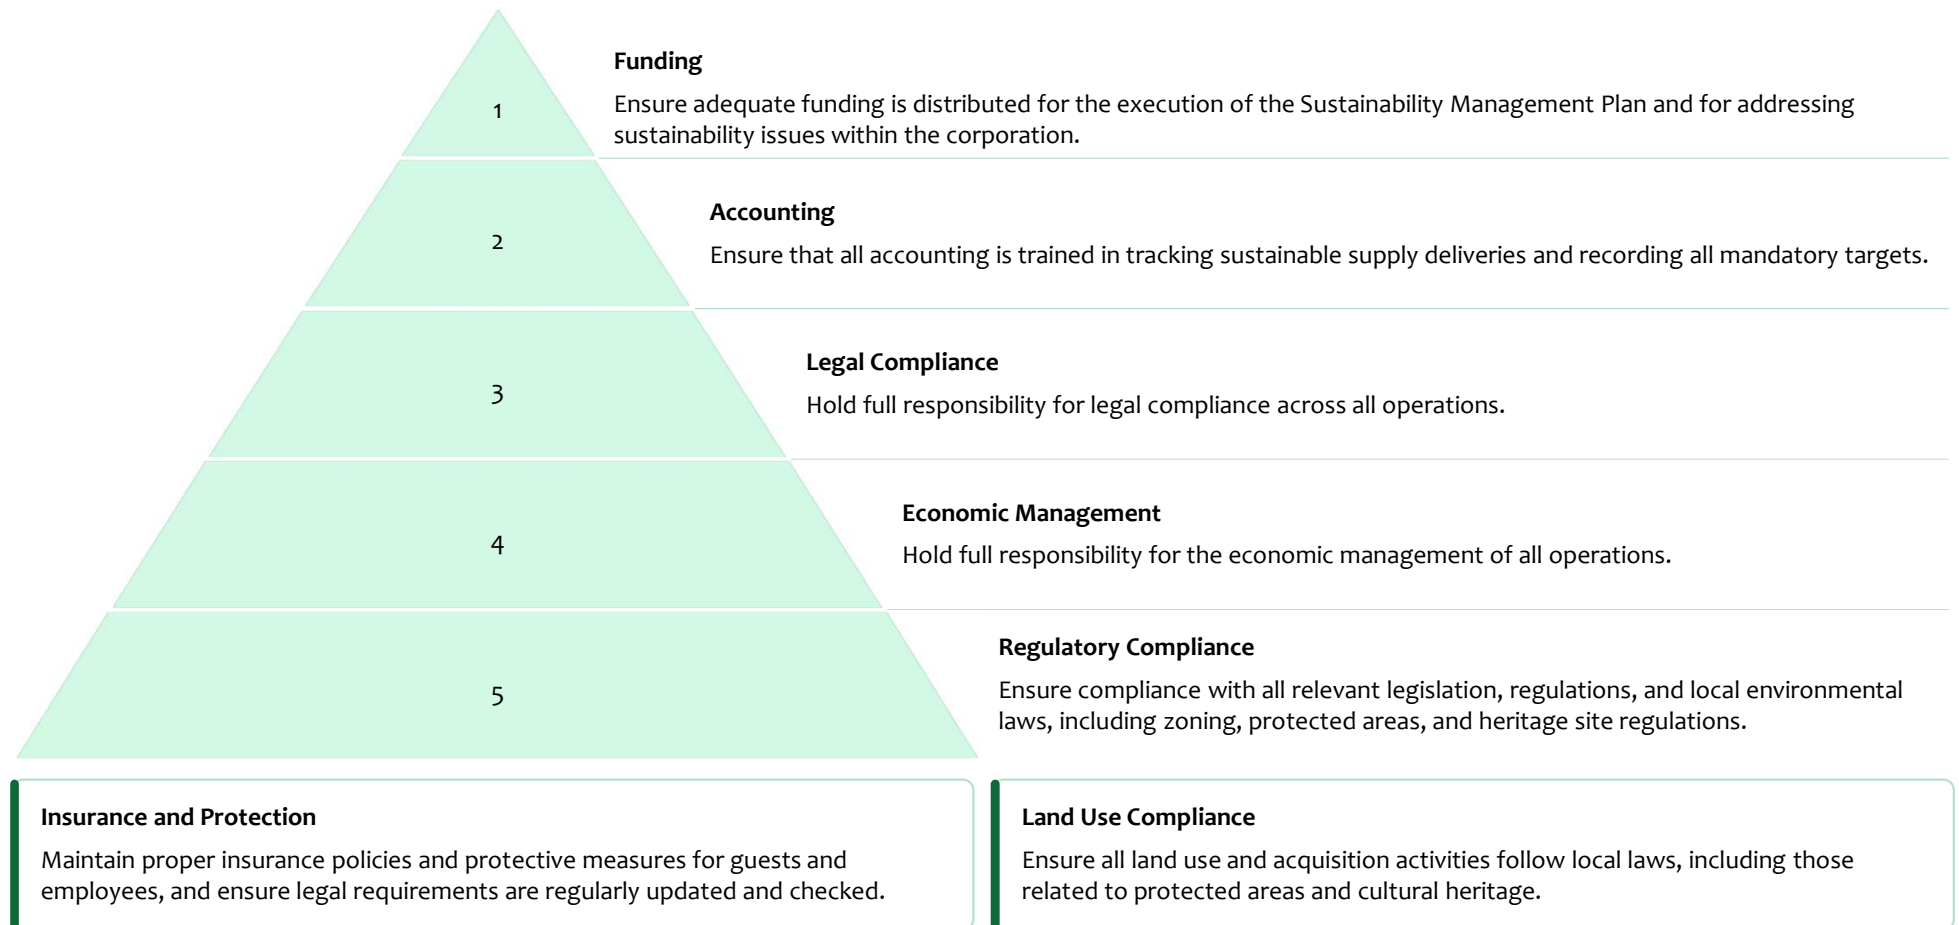 1
Funding
Ensure adequate funding is distributed for the execution of the Sustainability Management Plan and for addressing
sustainability issues within the corporation.
2
Accounting
Ensure that all accounting is trained in tracking sustainable supply deliveries and recording all mandatory targets.
3
Legal Compliance
Hold full responsibility for legal compliance across all operations.
4
Economic Management
Hold full responsibility for the economic management of all operations.
5
Regulatory Compliance
Ensure compliance with all relevant legislation, regulations, and local environmental
laws, including zoning, protected areas, and heritage site regulations.
Insurance and Protection
Maintain proper insurance policies and protective measures for guests and
employees, and ensure legal requirements are regularly updated and checked.
Land Use Compliance
Ensure all land use and acquisition activities follow local laws, including those
related to protected areas and cultural heritage.